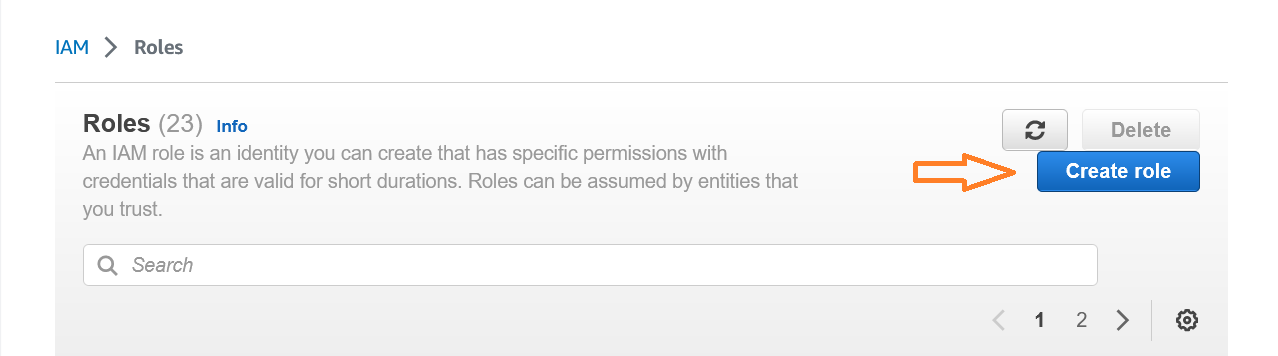 IAM > Roles
Roles (23) Info
Delete
An IAM role is an identity you can create that has specific permissions with
credentials that are valid for short durations. Roles can be assumed by entities that
you trust.
Create role
Search
1 2